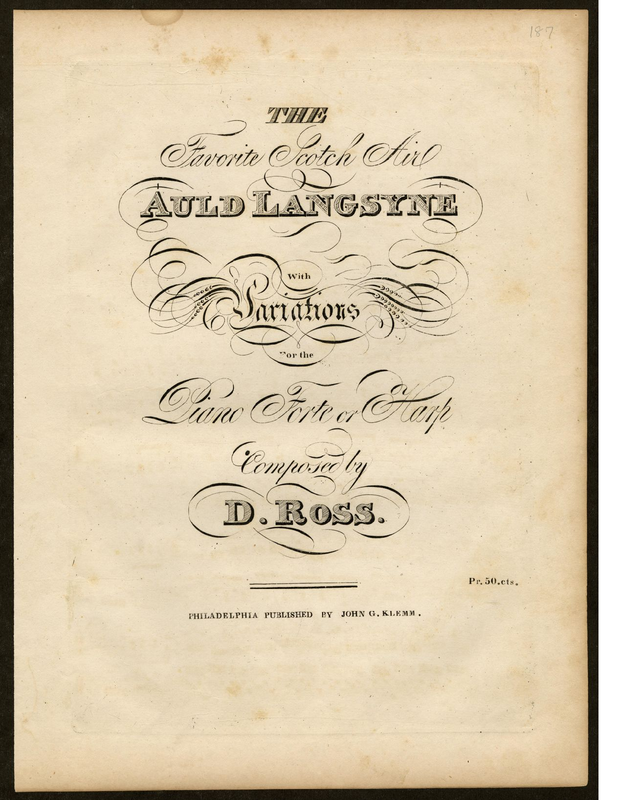 187
THE
Favorite Scotch Air
AULD LANGSYNE
With
Variations
For the
Piano Forte or Harp
Composed by
D. ROSS.
Pr. 50. cts.
PHILADELPHIA PUBLISHED BY JOHN G. KLEMM.